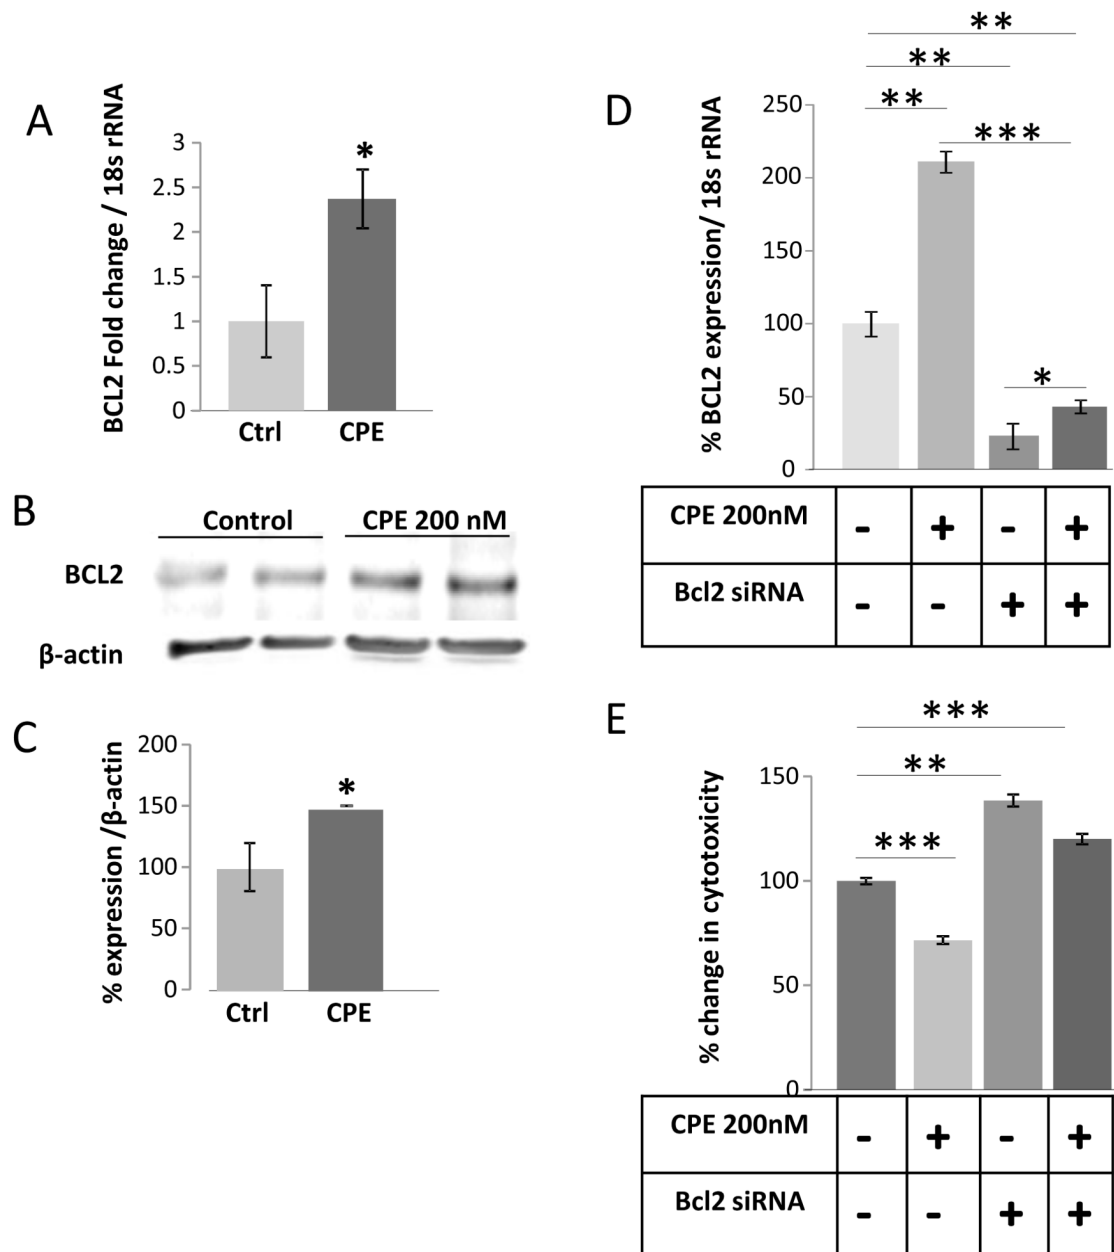 A
BCL2 Fold change / 18s rRNA
3
2.5
2
1.5
1
0.5
0
*
Ctrl CPE
B
Control CPE 200 nM
BCL2
β-actin
C
% expression /β-actin
200
150
100
50
0
*
Ctrl CPE
D
% BCL2 expression/ 18s rRNA
**
**
**
***
*
250
200
150
100
50
0
CPE 200nM - + - +
Bcl2 siRNA - - + +
E
% change in cytotoxicity
***
**
***
150
100
50
0
CPE 200nM - + - +
Bcl2 siRNA - - + +